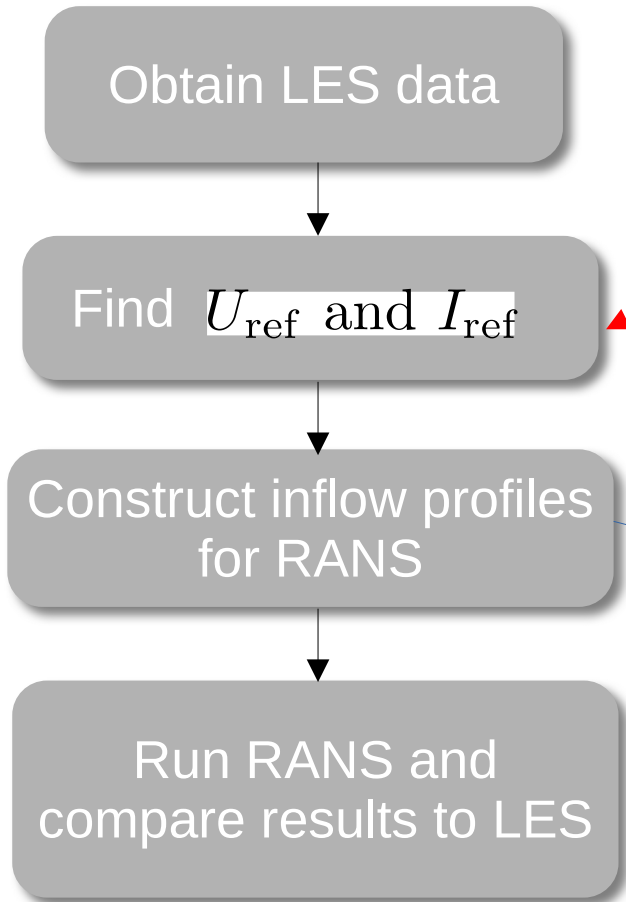 Obtain LES data
Find U_ref and I_ref
Construct inflow profiles
for RANS
Run RANS and
compare results to LES